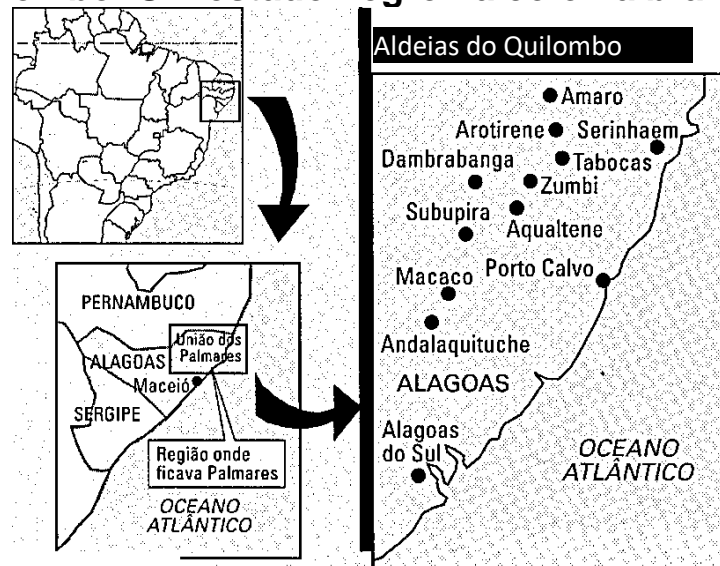 Aldeias do Quilombo
Amaro
Arotirene
Serinhaem
Tabocas
Dambrabanga
Zumbi
Subupira
Aqualtene
Macaco
Porto Calvo
Andalaquituche
ALAGOAS
Alagoas
do Sul
OCEANO
ATLÂNTICO
PERNAMBUCO
União dos
Palmares
ALAGOAS
Maceió
SERGIPE
Região onde
ficava Palmares
OCEANO
ATLÂNTICO